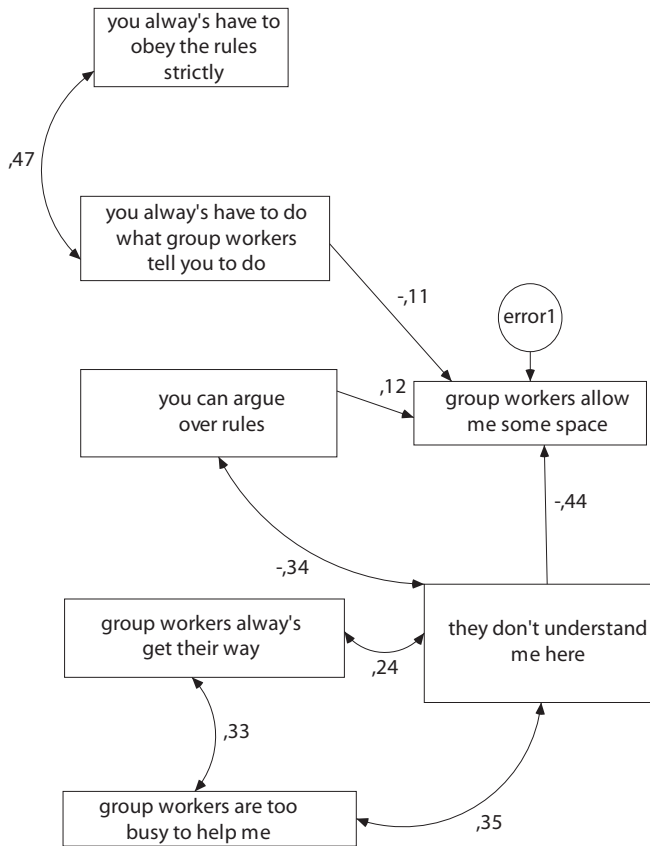 you alway's have to
obey the rules
strictly
,47
you alway's have to do
what group workers
tell you to do
-,11
error1
you can argue
over rules
,12
group workers allow
me some space
-,44
-,34
group workers alway's
get their way
,24
they don't understand
me here
,33
group workers are too
busy to help me
,35